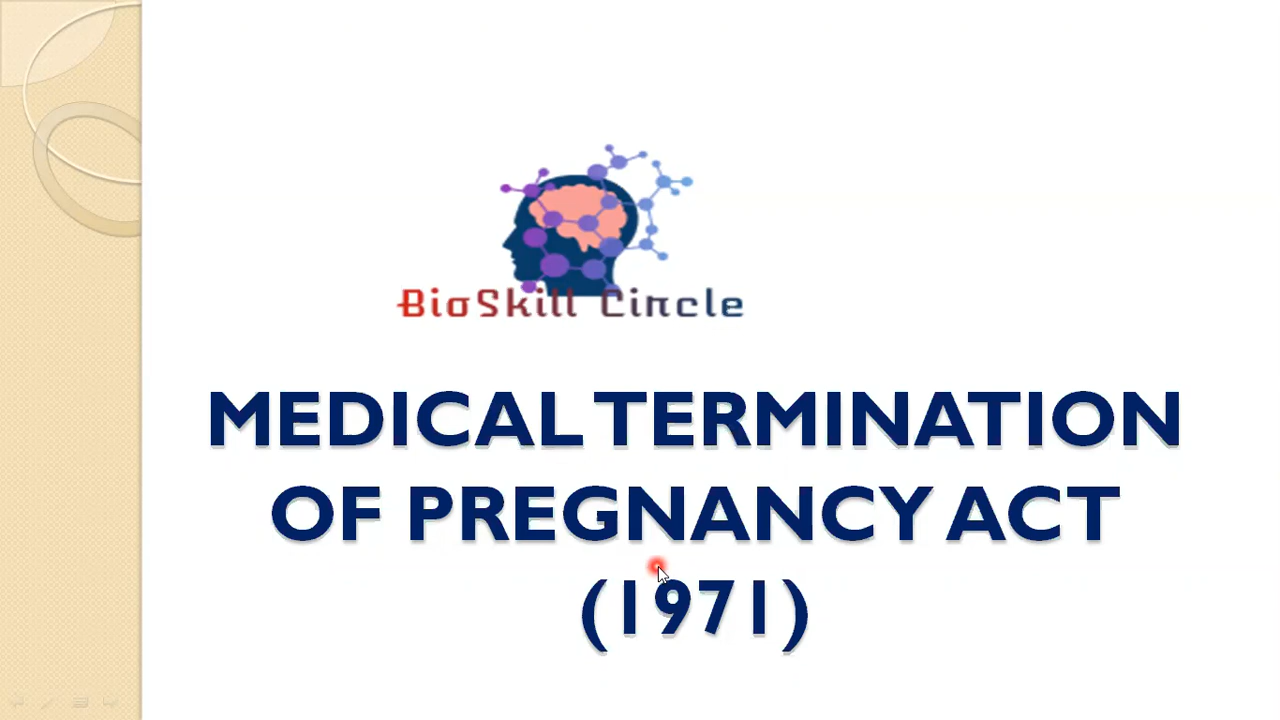 BioSkill Circle
MEDICAL TERMINATION
OF PREGNANCY ACT
(1971)